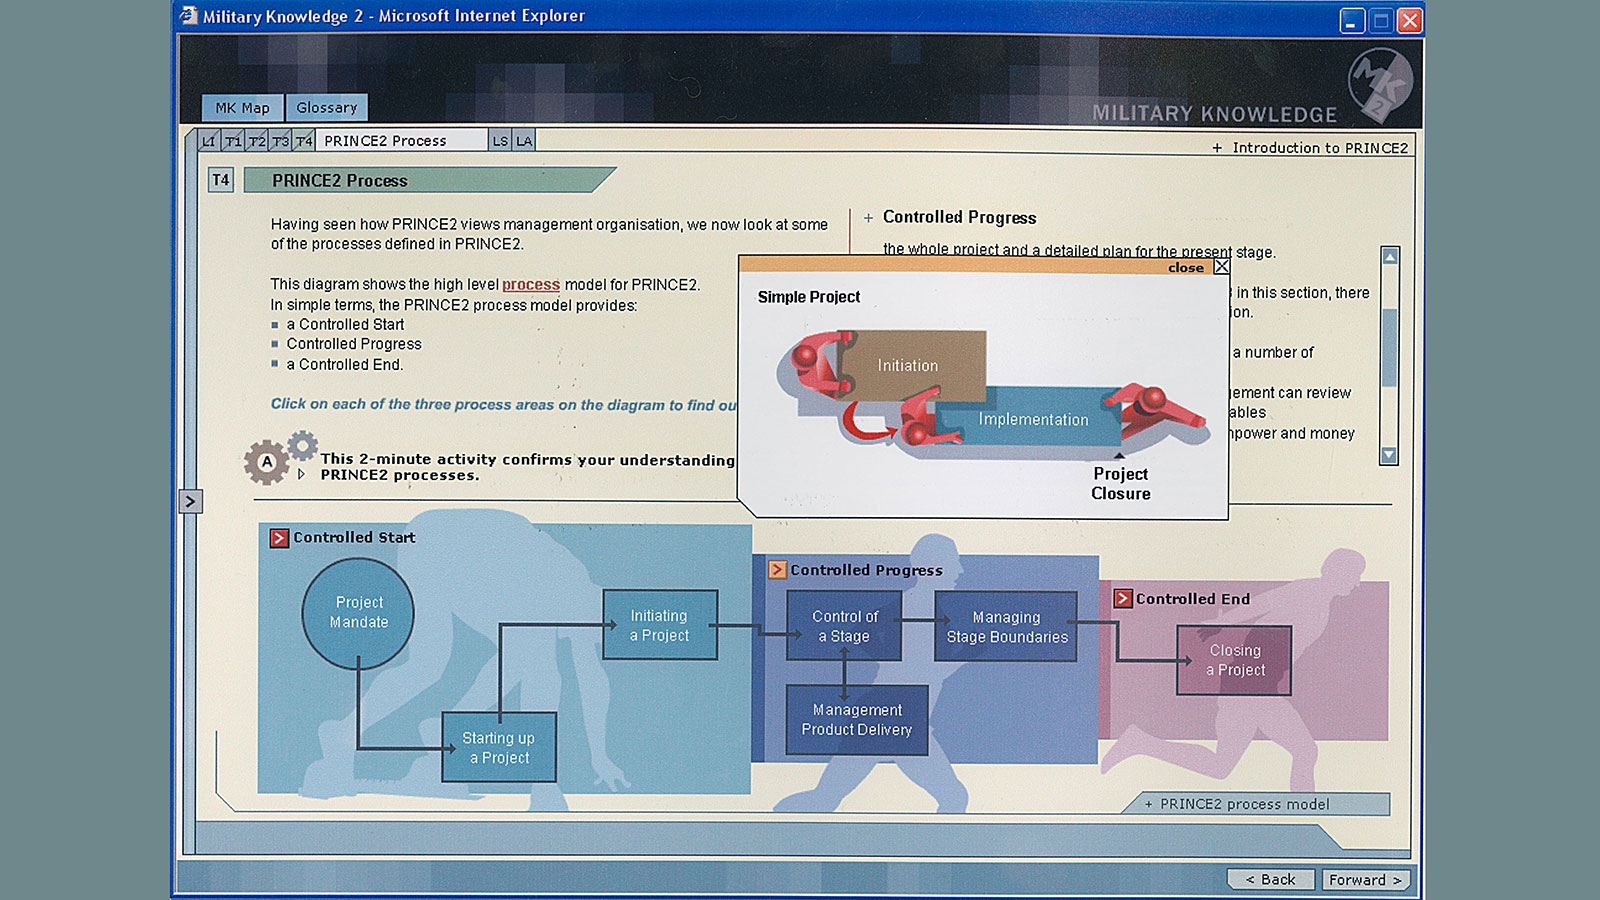 Military Knowledge 2 - Microsoft Internet Explorer
MK Map
Glossary
MILITARY KNOWLEDGE
MK
2
LI T1 T2 T3 T4 PRINCE2 Process LS LA
+ Introduction to PRINCE2
T4
PRINCE2 Process
Having seen how PRINCE2 views management organisation, we now look at some
of the processes defined in PRINCE2.
This diagram shows the high level process model for PRINCE2.
In simple terms, the PRINCE2 process model provides:
a Controlled Start
Controlled Progress
a Controlled End.
Click on each of the three process areas on the diagram to find ou
A
This 2-minute activity confirms your understanding
PRINCE2 processes.
+ Controlled Progress
the whole project and a detailed plan for the present stage.
in this section, there
a number of
ement can review
ables
power and money
close
Simple Project
Initiation
Implementation
Project
Closure
>
> Controlled Start
Project
Mandate
Starting up
a Project
Initiating
a Project
> Controlled Progress
Control of
a Stage
Managing
Stage Boundaries
Management
Product Delivery
> Controlled End
Closing
a Project
+ PRINCE2 process model
< Back
Forward >